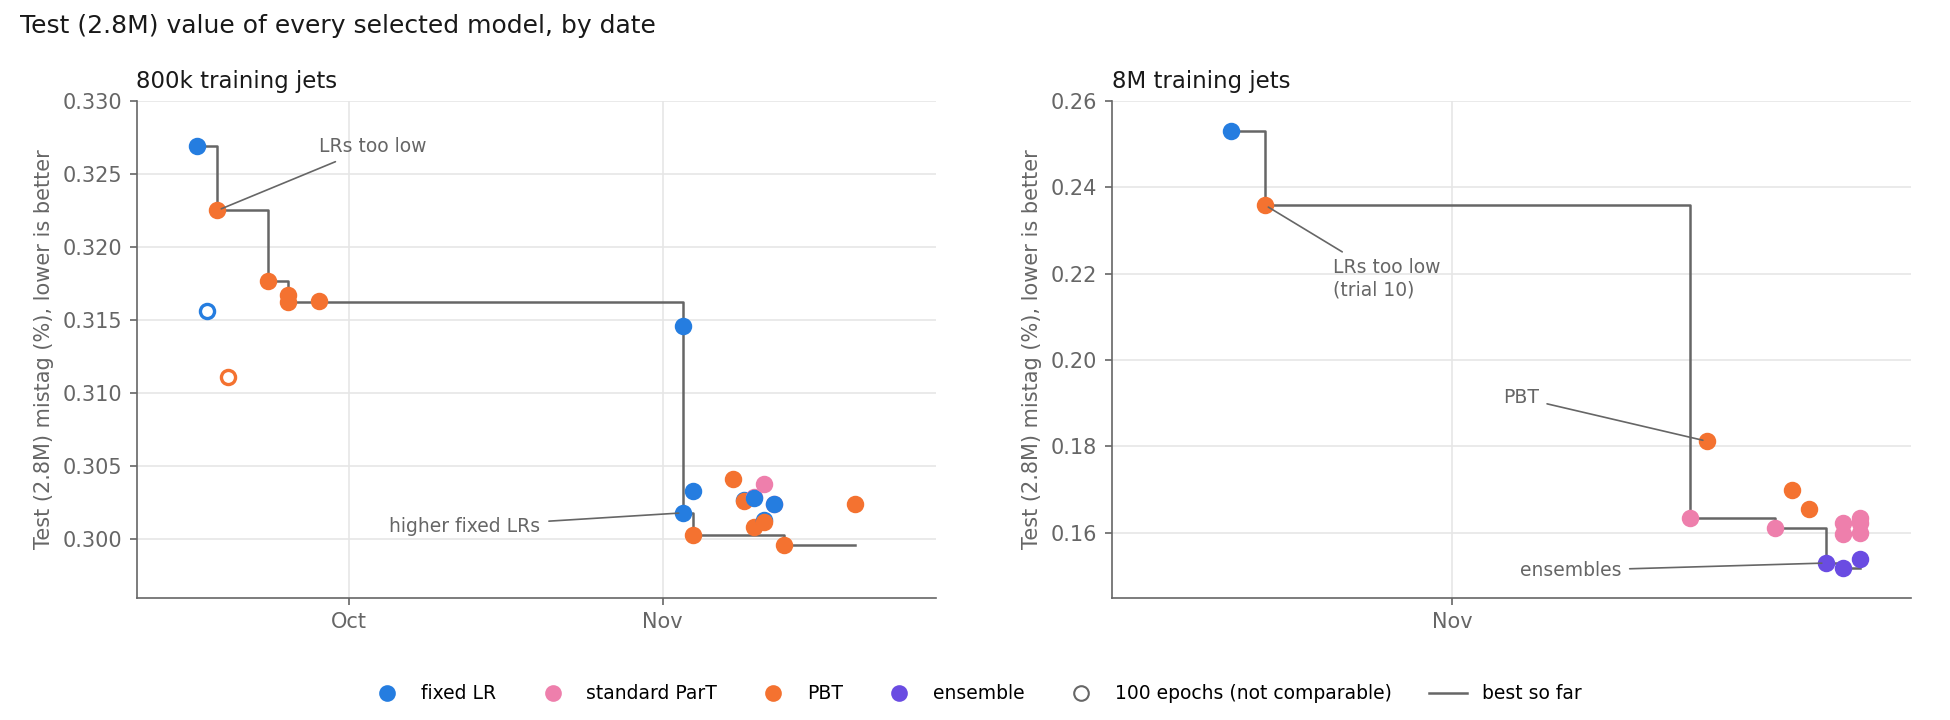 Test (2.8M) value of every selected model, by date
800k training jets
Test (2.8M) mistag (%), lower is better
0.330
0.325
0.320
0.315
0.310
0.305
0.300
LRs too low
higher fixed LRs
Oct
Nov
8M training jets
Test (2.8M) mistag (%), lower is better
0.26
0.24
0.22
0.20
0.18
0.16
LRs too low
(trial 10)
PBT
ensembles
Nov
fixed LR
standard ParT
PBT
ensemble
100 epochs (not comparable)
best so far